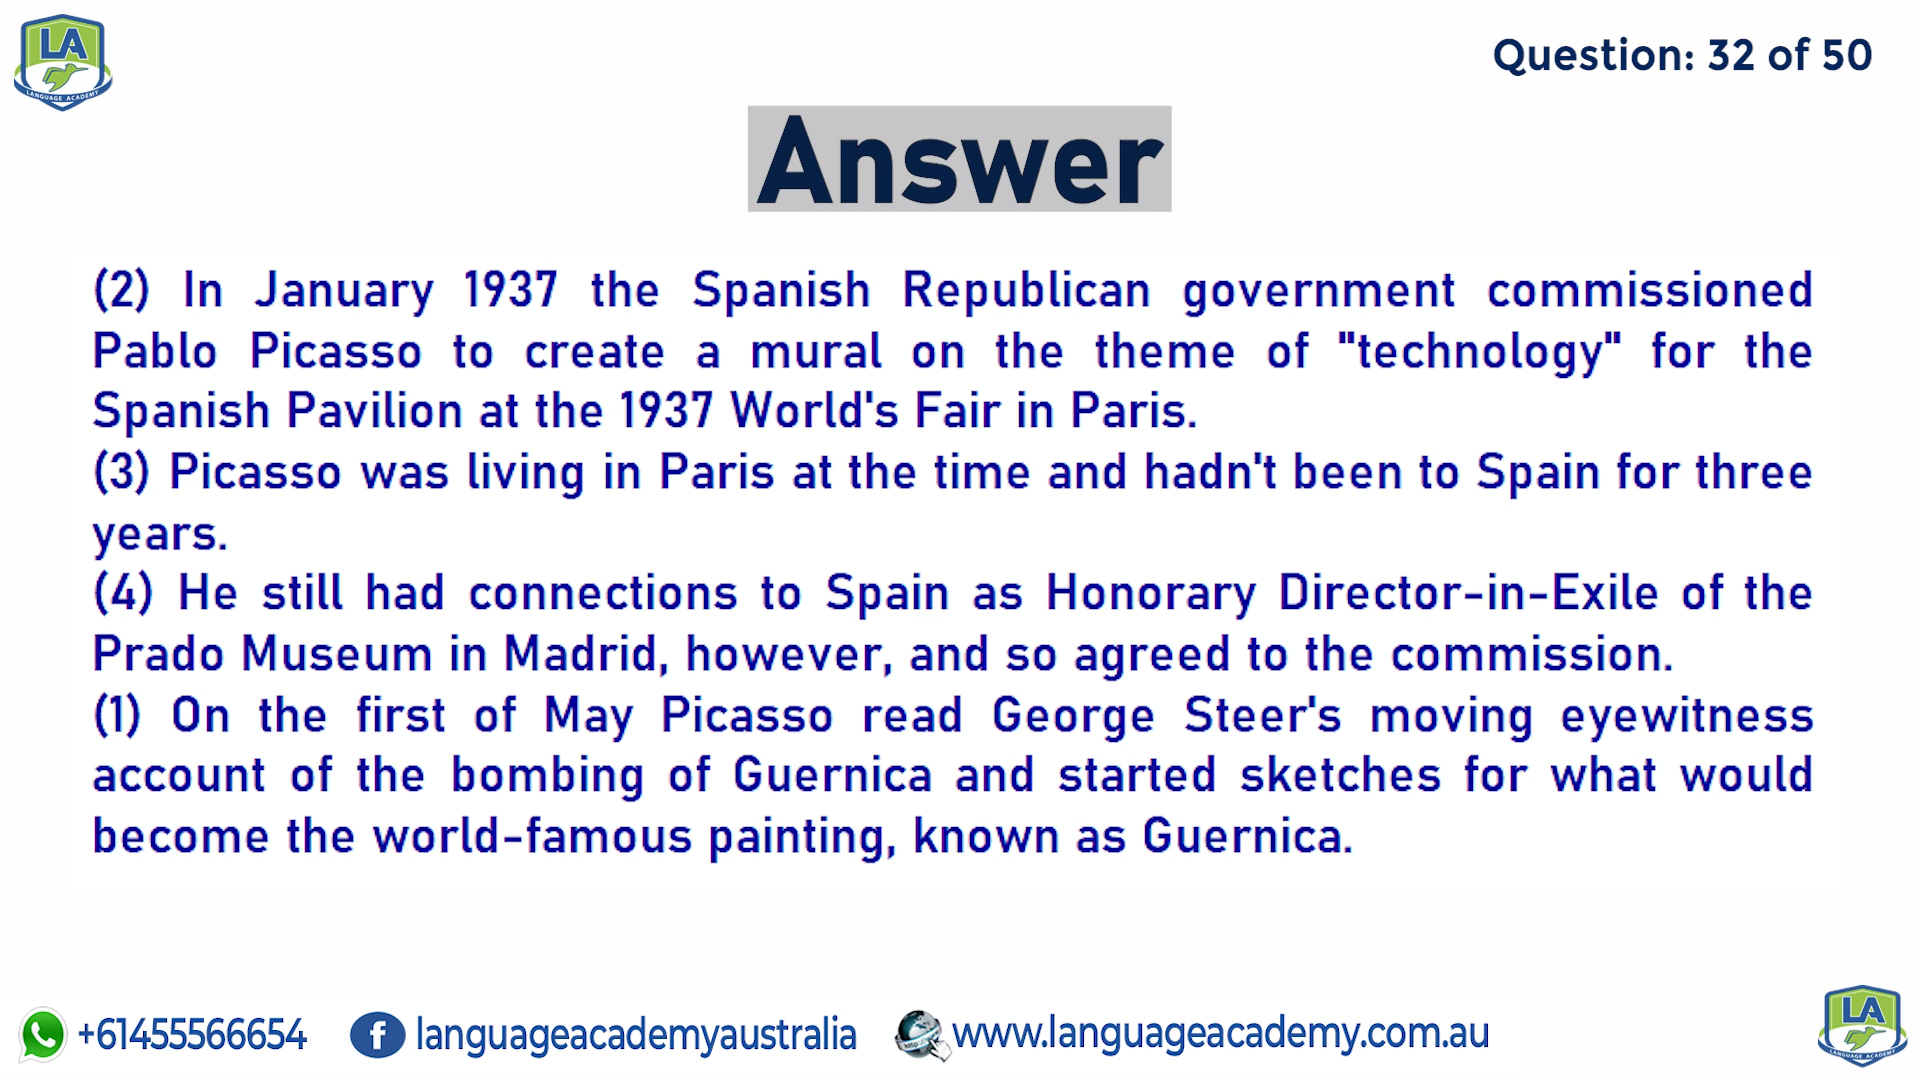 LA
LANGUAGE ACADEMY
Question: 32 of 50
Answer
(2) In January 1937 the Spanish Republican government commissioned
Pablo Picasso to create a mural on the theme of "technology" for the
Spanish Pavilion at the 1937 World's Fair in Paris.
(3) Picasso was living in Paris at the time and hadn't been to Spain for three
years.
(4) He still had connections to Spain as Honorary Director-in-Exile of the
Prado Museum in Madrid, however, and so agreed to the commission.
(1) On the first of May Picasso read George Steer's moving eyewitness
account of the bombing of Guernica and started sketches for what would
become the world-famous painting, known as Guernica.
+61455566654
f languageacademyaustralia
www.languageacademy.com.au
LA
LANGUAGE ACADEMY